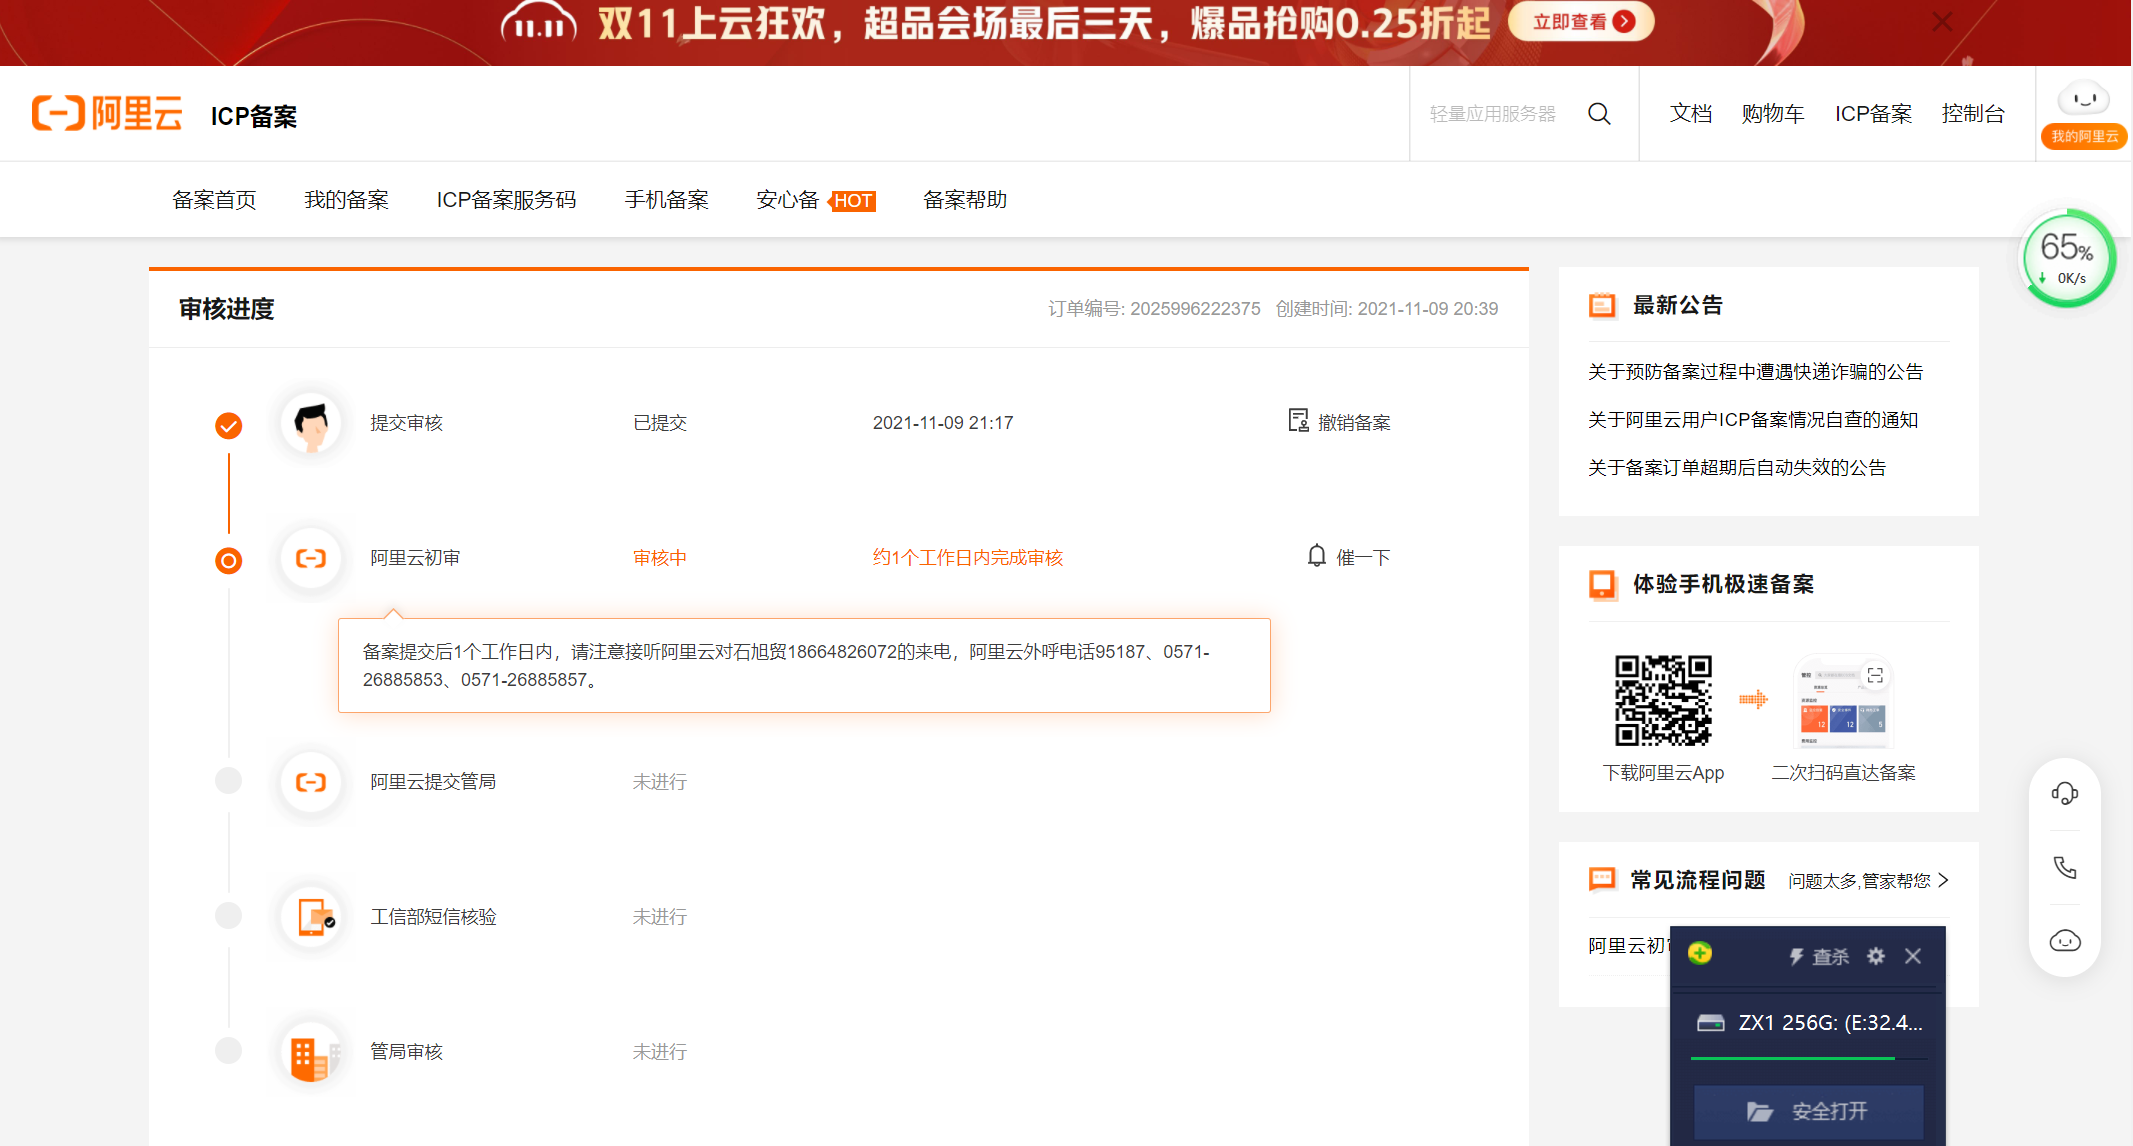 11.11
双11上云狂欢，超品会场最后三天，爆品抢购0.25折起
立即查看
阿里云
ICP备案
轻量应用服务器
文档
购物车
ICP备案
控制台
我的阿里云
备案首页
我的备案
ICP备案服务码
手机备案
安心备
HOT
备案帮助
65%
0K/s
审核进度
订单编号: 2025996222375
创建时间: 2021-11-09 20:39
提交审核
已提交
2021-11-09 21:17
撤销备案
阿里云初审
审核中
约1个工作日内完成审核
催一下
备案提交后1个工作日内，请注意接听阿里云对石旭贸18664826072的来电，阿里云外呼电话95187、0571-
26885853、0571-26885857。
阿里云提交管局
未进行
工信部短信核验
未进行
管局审核
未进行
最新公告
关于预防备案过程中遭遇快递诈骗的公告
关于阿里云用户ICP备案情况自查的通知
关于备案订单超期后自动失效的公告
体验手机极速备案
12
12
5
下载阿里云App
二次扫码直达备案
常见流程问题
问题太多,管家帮您
阿里云初
查杀
ZX1 256G: (E:32.4...
安全打开